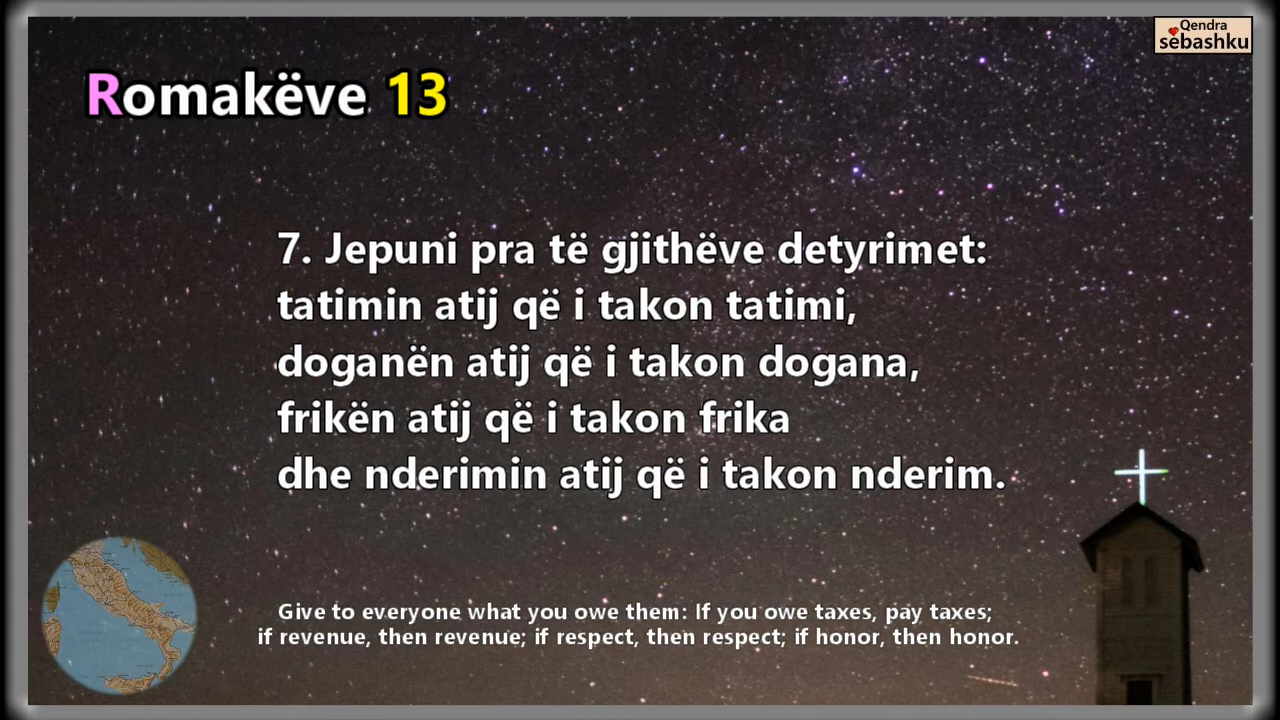 Qendra
sëbashku
Romakëve 13
7. Jepuni pra të gjithëve detyrimet:
tatimin atij që i takon tatimi,
doganën atij që i takon dogana,
frikën atij që i takon frika
dhe nderimin atij që i takon nderim.
Give to everyone what you owe them: If you owe taxes, pay taxes;
if revenue, then revenue; if respect, then respect; if honor, then honor.